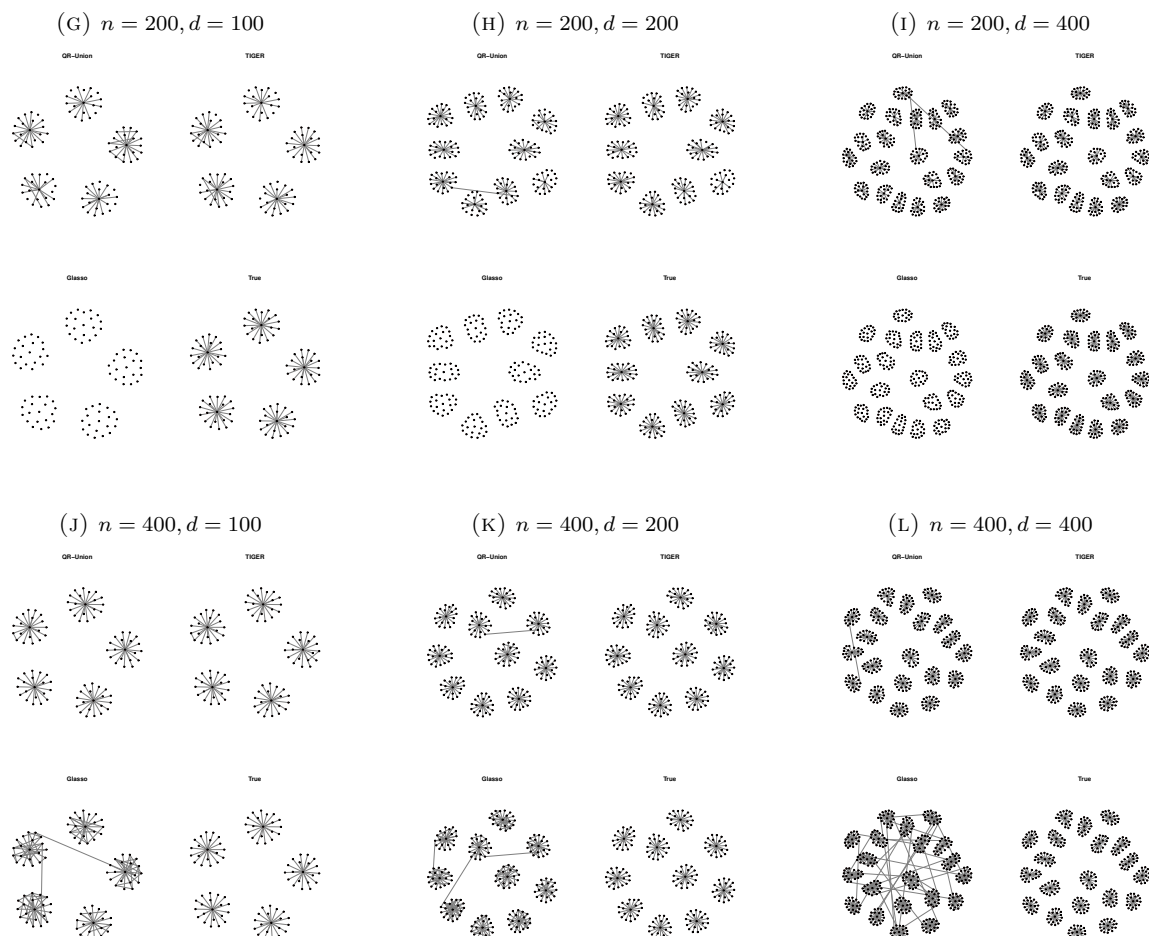 (G) n = 200, d = 100
(H) n = 200, d = 200
(I) n = 200, d = 400
QR−Union
TIGER
QR−Union
TIGER
QR−Union
TIGER
Glasso
True
Glasso
True
Glasso
True
(J) n = 400, d = 100
(K) n = 400, d = 200
(L) n = 400, d = 400
QR−Union
TIGER
QR−Union
TIGER
QR−Union
TIGER
Glasso
True
Glasso
True
Glasso
True